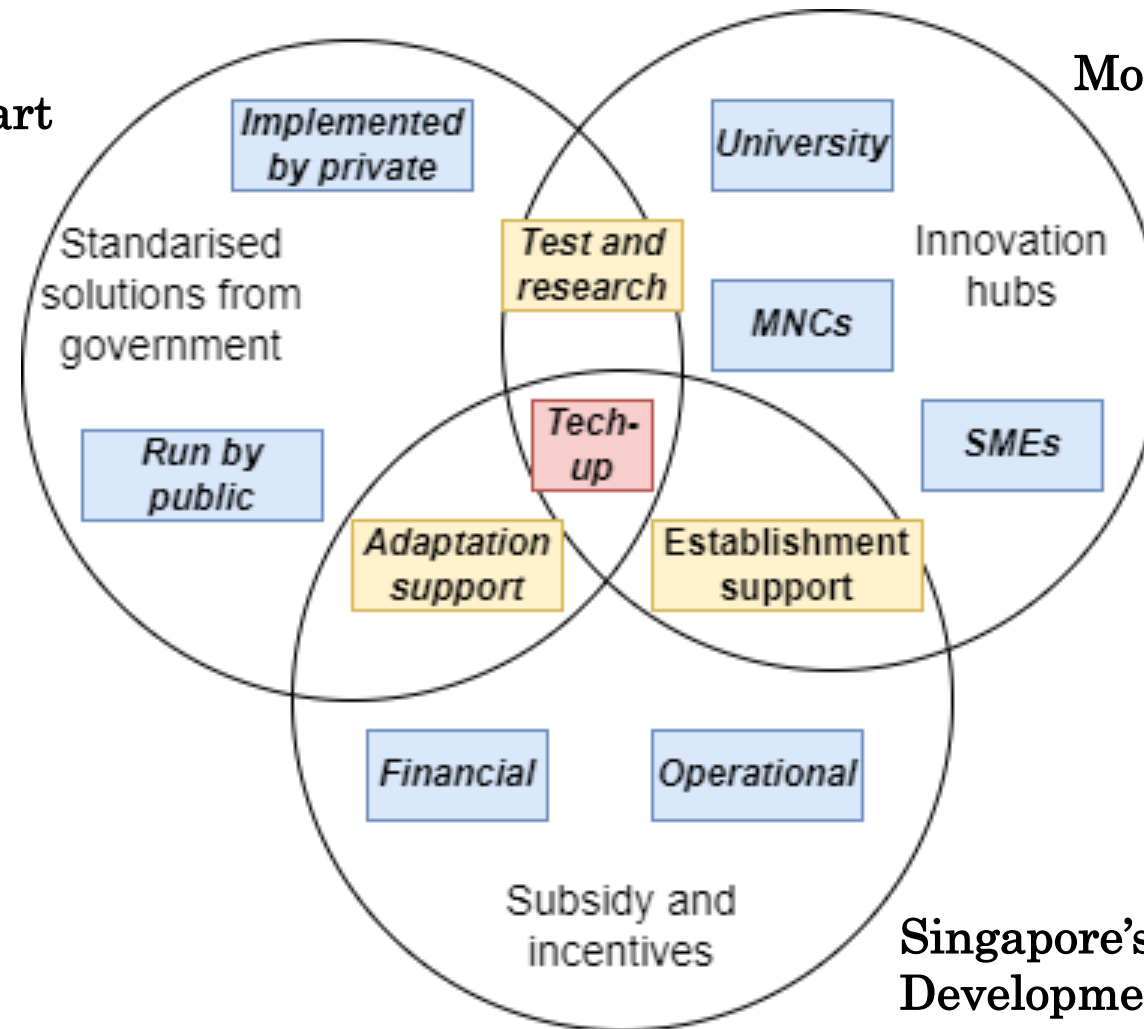 Mo
art
Implemented
by private
University
Standarised
solutions from
government
Test and
research
Innovation
hubs
MNCs
Tech-
up
SMEs
Run by
public
Adaptation
support
Establishment
support
Financial
Operational
Subsidy and
incentives
Singapore's
Developme